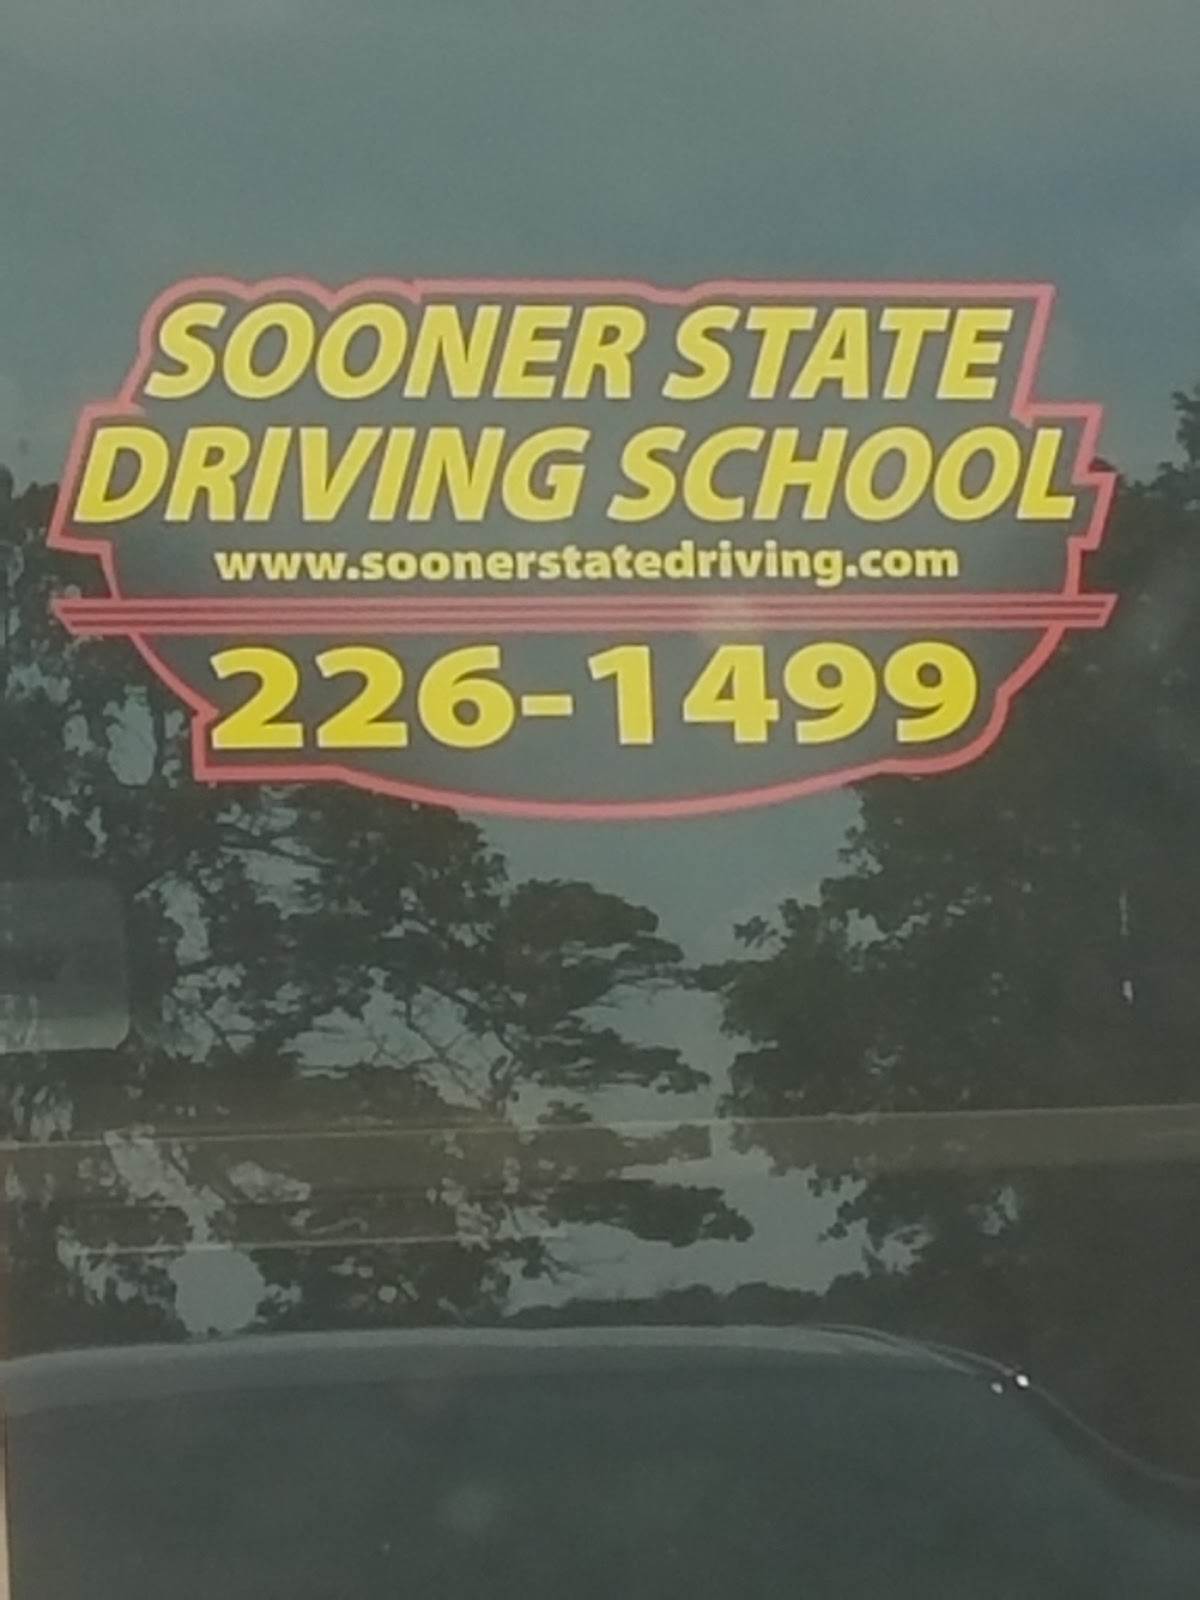 SOONER STATE
DRIVING SCHOOL
www.soonerstatedriving.com
226-1499